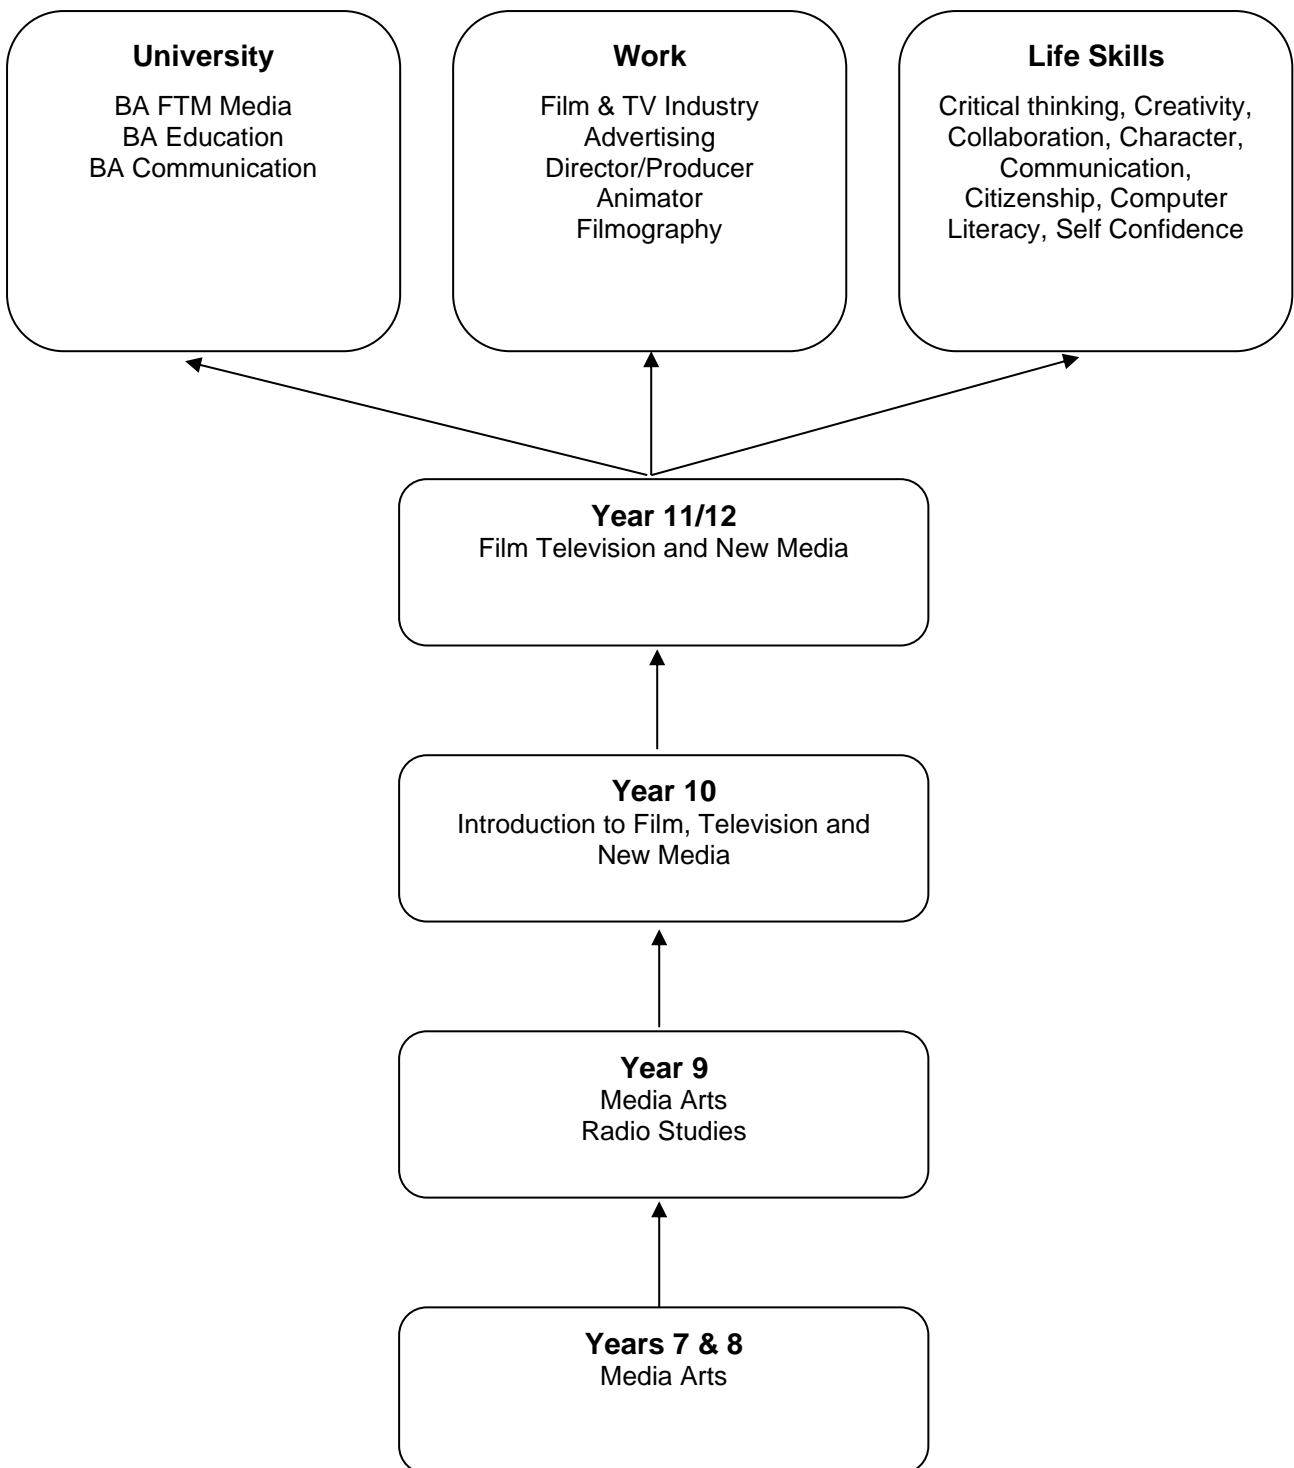 University
BA FTM Media
BA Education
BA Communication
Work
Film & TV Industry
Advertising
Director/Producer
Animator
Filmography
Life Skills
Critical thinking, Creativity,
Collaboration, Character,
Communication,
Citizenship, Computer
Literacy, Self Confidence
Year 11/12
Film Television and New Media
Year 10
Introduction to Film, Television and
New Media
Year 9
Media Arts
Radio Studies
Years 7 & 8
Media Arts